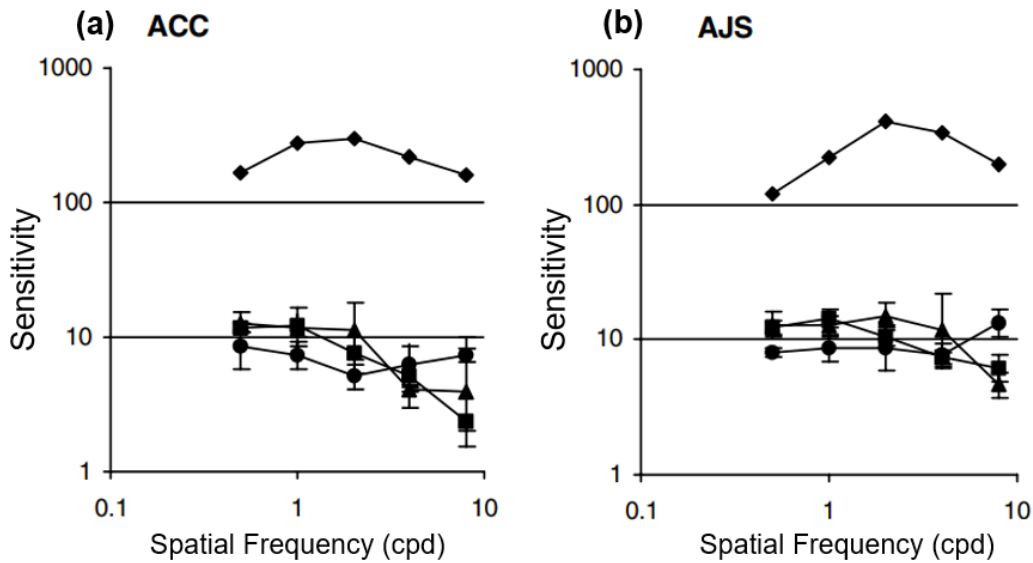 (a) ACC
1000
100
10
1
0.1 1 10
Sensitivity
Spatial Frequency (cpd)
(b) AJS
1000
100
10
1
0.1 1 10
Sensitivity
Spatial Frequency (cpd)